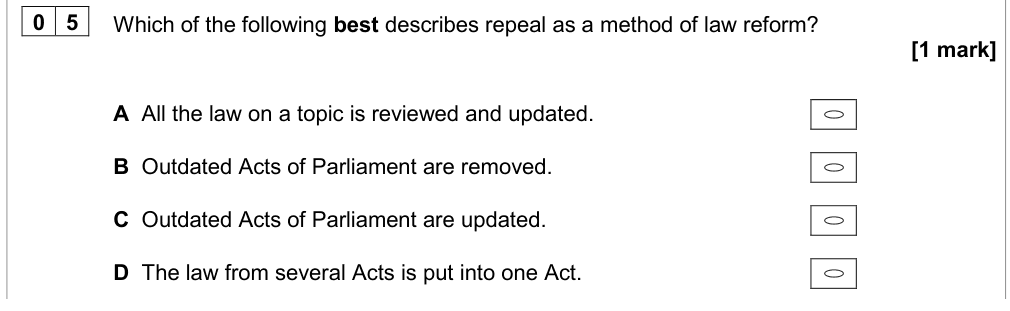 0 5 Which of the following best describes repeal as a method of law reform?
[1 mark]
A All the law on a topic is reviewed and updated.
B Outdated Acts of Parliament are removed.
C Outdated Acts of Parliament are updated.
D The law from several Acts is put into one Act.